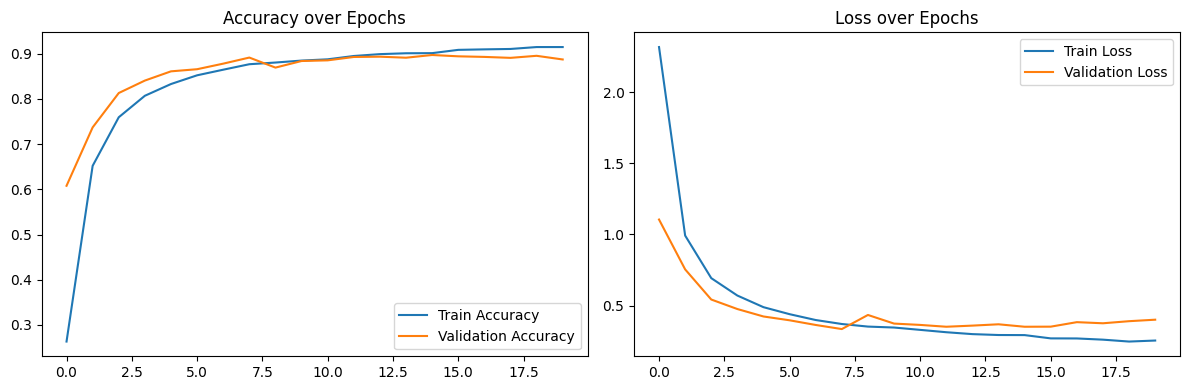 Accuracy over Epochs
0.9
0.8
0.7
0.6
0.5
0.4
0.3
0.0 2.5 5.0 7.5 10.0 12.5 15.0 17.5
Train Accuracy
Validation Accuracy
Loss over Epochs
2.0
1.5
1.0
0.5
0.0 2.5 5.0 7.5 10.0 12.5 15.0 17.5
Train Loss
Validation Loss